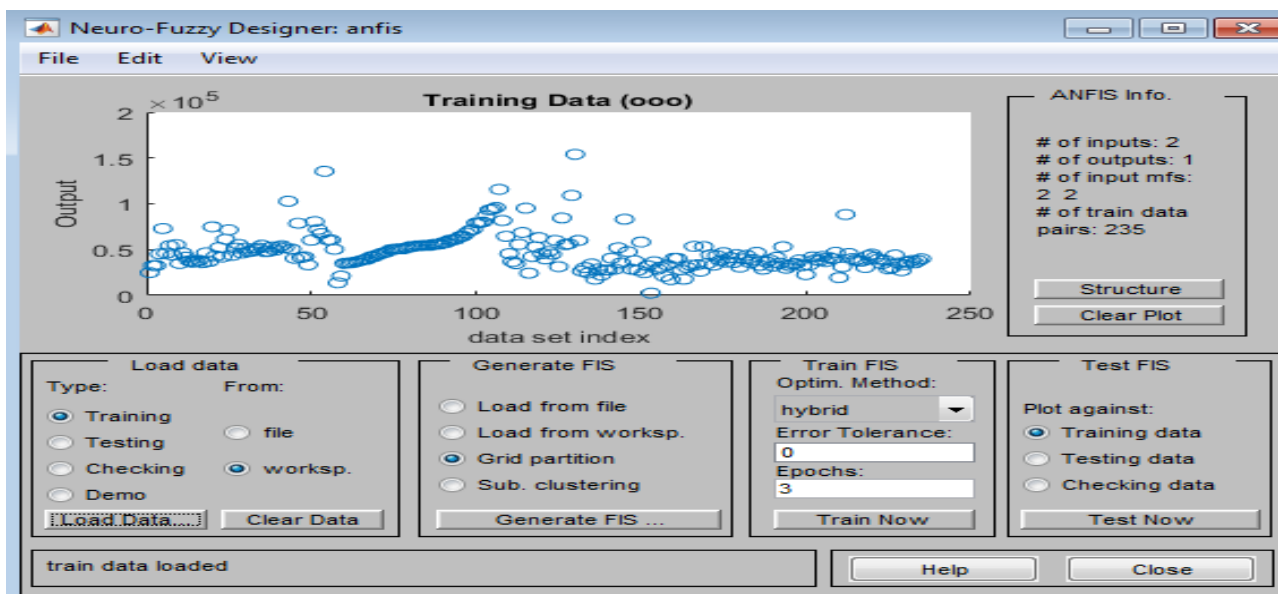 Neuro-Fuzzy Designer: anfis
File Edit View
× 10^5
Training Data (ooo)
2
1.5
1
0.5
0
Output
0 50 100 150 200 250
data set index
ANFIS Info.
# of inputs: 2
# of outputs: 1
# of input mfs:
2 2
# of train data
pairs: 235
Structure
Clear Plot
Load data
Type: From:
Training
Testing
Checking
Demo
file
worksp.
Load Data... Clear Data
Generate FIS
Load from file
Load from worksp.
Grid partition
Sub. clustering
Generate FIS ...
Train FIS
Optim. Method:
hybrid
Error Tolerance:
0
Epochs:
3
Train Now
Test FIS
Plot against:
Training data
Testing data
Checking data
Test Now
train data loaded
Help Close